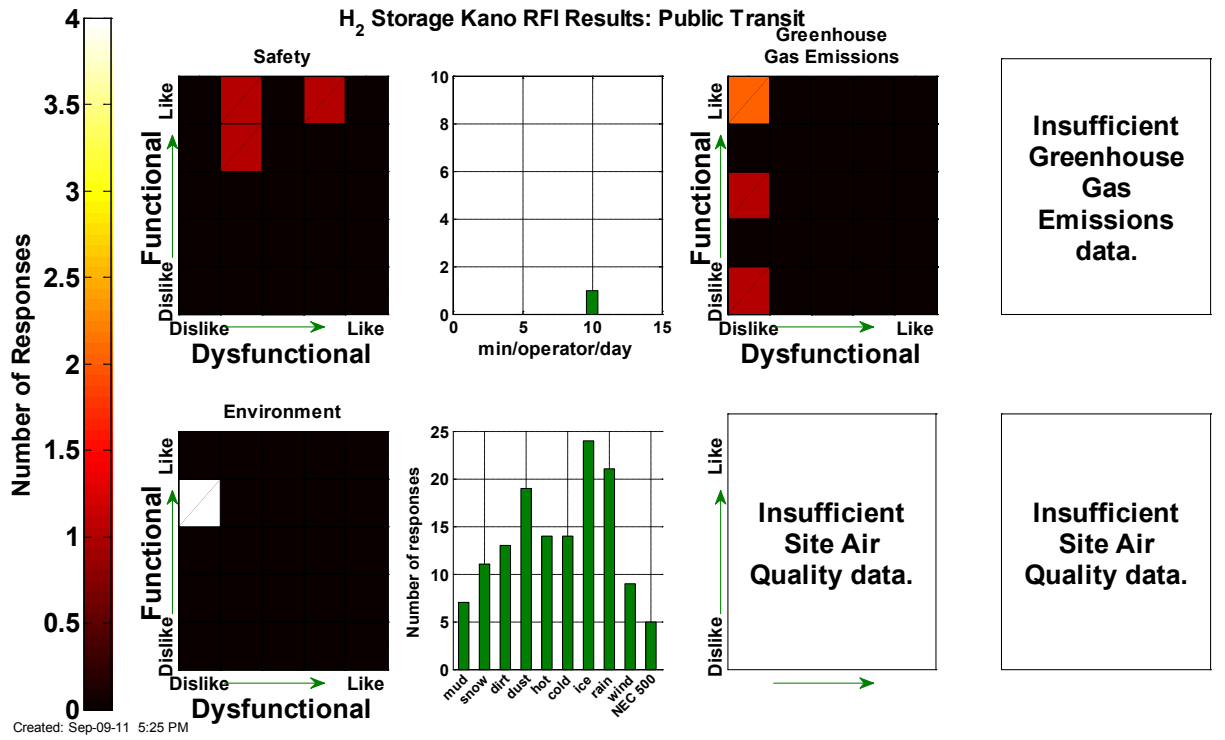 H2 Storage Kano RFI Results: Public Transit
Number of Responses
4
3.5
3
2.5
2
1.5
1
0.5
0
Safety
Functional
Like
Dislike
Dislike Like
Dysfunctional
10
8
6
4
2
0
0 5 10 15
min/operator/day
Greenhouse
Gas Emissions
Functional
Like
Dislike
Dislike Like
Dysfunctional
Insufficient
Greenhouse
Gas
Emissions
data.
Environment
Functional
Like
Dislike
Dislike Like
Dysfunctional
Number of responses
25
20
15
10
5
0
mud snow dirt dust hot cold ice rain wind NEC 500
Like
Dislike
Insufficient
Site Air
Quality data.
Insufficient
Site Air
Quality data.
Created: Sep-09-11 5:25 PM